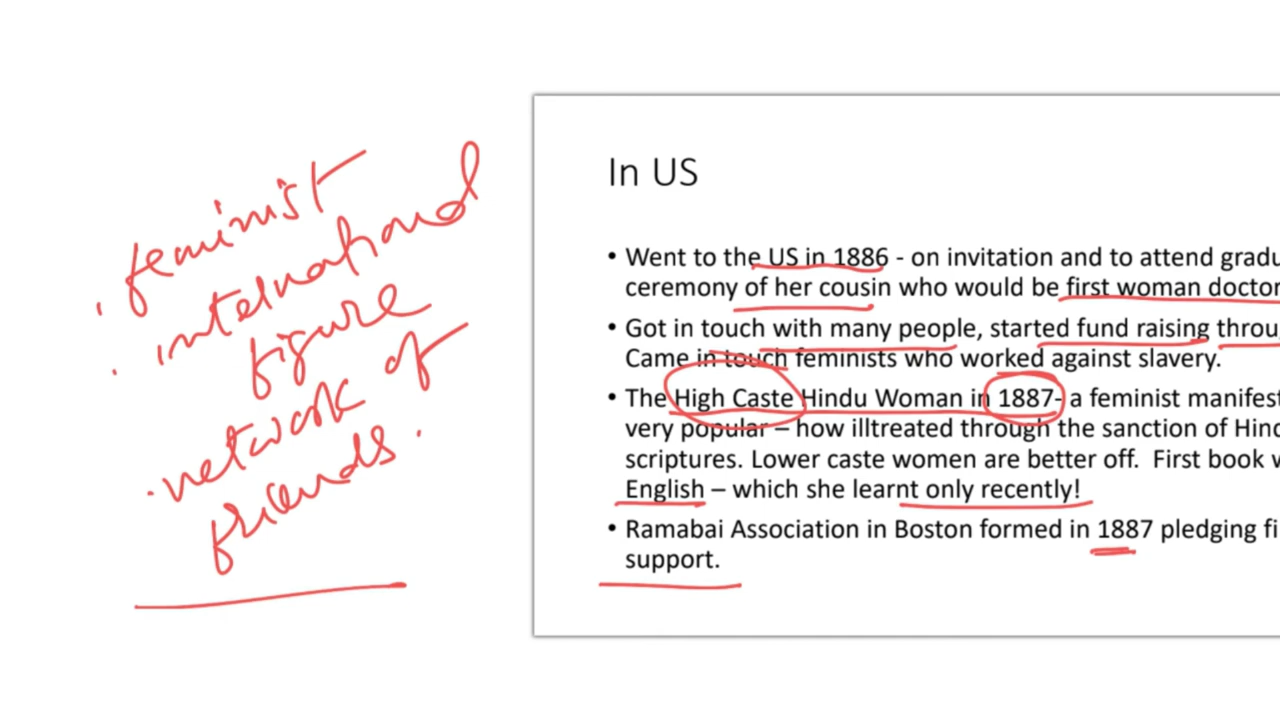 . feminist
. international
figure
. network of
friends.
In US
• Went to the US in 1886 - on invitation and to attend gradu
ceremony of her cousin who would be first woman doctor
• Got in touch with many people, started fund raising throu
Came in touch feminists who worked against slavery.
• The High Caste Hindu Woman in 1887- a feminist manifest
very popular – how illtreated through the sanction of Hind
scriptures. Lower caste women are better off. First book w
English – which she learnt only recently!
• Ramabai Association in Boston formed in 1887 pledging fi
support.